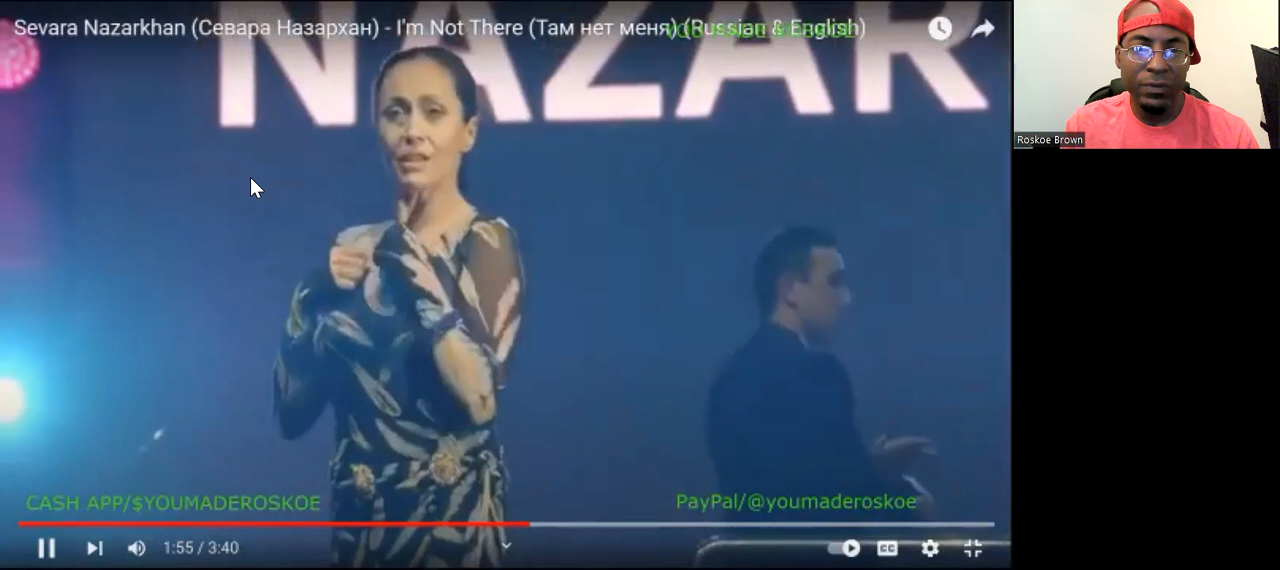 Sevara Nazarkhan (Севара Назархан) - I'm Not There (Там нет меня) (Russian & English)
NAZAR
Roskoe Brown
CASH APP/$YOUMADEROSKOE
PayPal/@youmaderoskoe
1:55 / 3:40
CC